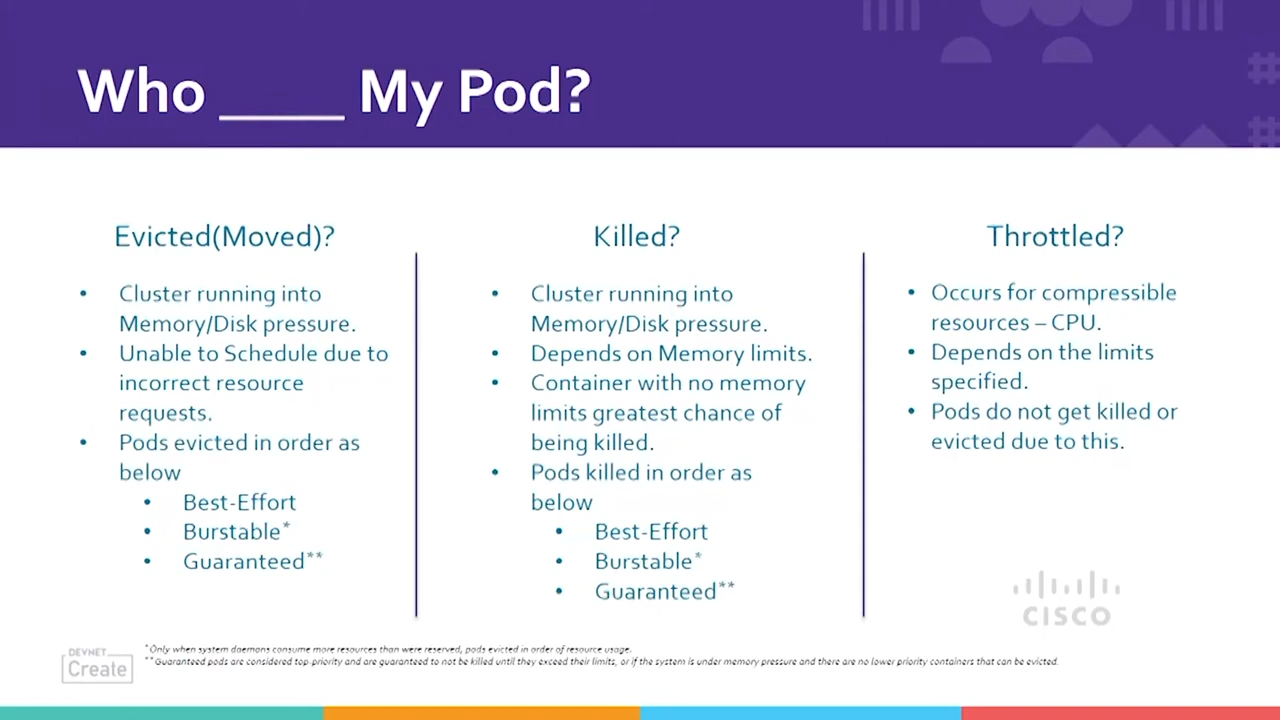 Who ____ My Pod?
Evicted(Moved)?
• Cluster running into
Memory/Disk pressure.
• Unable to Schedule due to
incorrect resource
requests.
• Pods evicted in order as
below
• Best-Effort
• Burstable*
• Guaranteed**
Killed?
• Cluster running into
Memory/Disk pressure.
• Depends on Memory limits.
• Container with no memory
limits greatest chance of
being killed.
• Pods killed in order as
below
• Best-Effort
• Burstable*
• Guaranteed**
Throttled?
• Occurs for compressible
resources – CPU.
• Depends on the limits
specified.
• Pods do not get killed or
evicted due to this.
CISCO
DEVNET
Create
* Only when system daemons consume more resources than were reserved, pods evicted in order of resource usage.
** Guaranteed pods are considered top-priority and are guaranteed to not be killed until they exceed their limits, or if the system is under memory pressure and there are no lower priority containers that can be evicted.